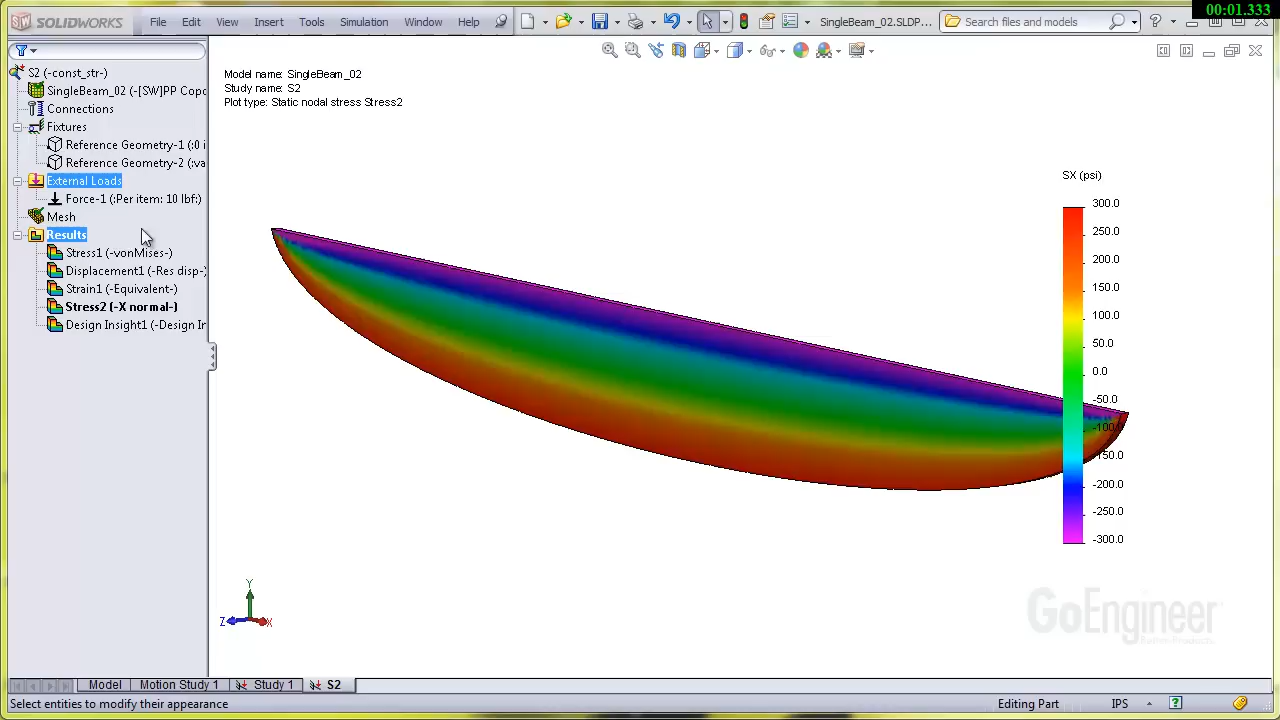 00:01.333
SOLIDWORKS File Edit View Insert Tools Simulation Window Help SingleBeam_02.SLDP... Search files and models
S2 (-const_str-)
SingleBeam_02 (-[SW]PP Copo
Connections
Fixtures
Reference Geometry-1 (:0 i
Reference Geometry-2 (:va
External Loads
Force-1 (:Per item: 10 lbf:)
Mesh
Results
Stress1 (-vonMises-)
Displacement1 (-Res disp-)
Strain1 (-Equivalent-)
Stress2 (-X normal-)
Design Insight1 (-Design Ir
Model name: SingleBeam_02
Study name: S2
Plot type: Static nodal stress Stress2
SX (psi)
300.0
250.0
200.0
150.0
100.0
50.0
0.0
-50.0
-100.0
50.0
-200.0
-250.0
-300.0
Y
Z X
GoEngineer
Model Motion Study 1 Study 1 S2
Select entities to modify their appearance Editing Part IPS